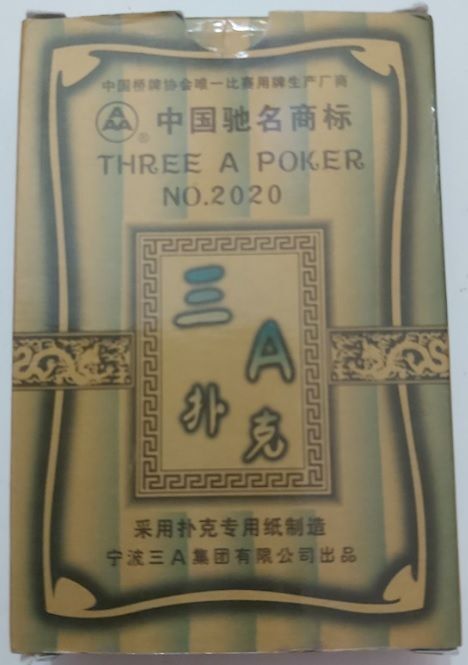 中国桥牌协会唯一比赛用牌生产厂商
AAA ® 中国驰名商标
THREE A POKER
NO.2020
三
A
扑
克
采用扑克专用纸制造
宁波三A集团有限公司出品